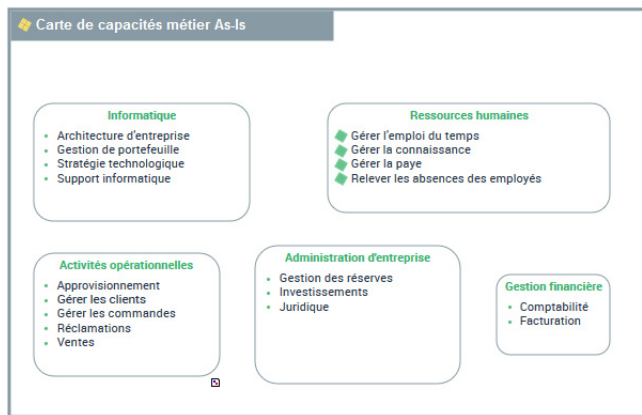 Carte de capacités métier As-Is
Informatique
Architecture d'entreprise
Gestion de portefeuille
Stratégie technologique
Support informatique
Ressources humaines
Gérer l'emploi du temps
Gérer la connaissance
Gérer la paye
Relever les absences des employés
Activités opérationnelles
Approvisionnement
Gérer les clients
Gérer les commandes
Réclamations
Ventes
Administration d'entreprise
Gestion des réserves
Investissements
Juridique
Gestion financière
Comptabilité
Facturation